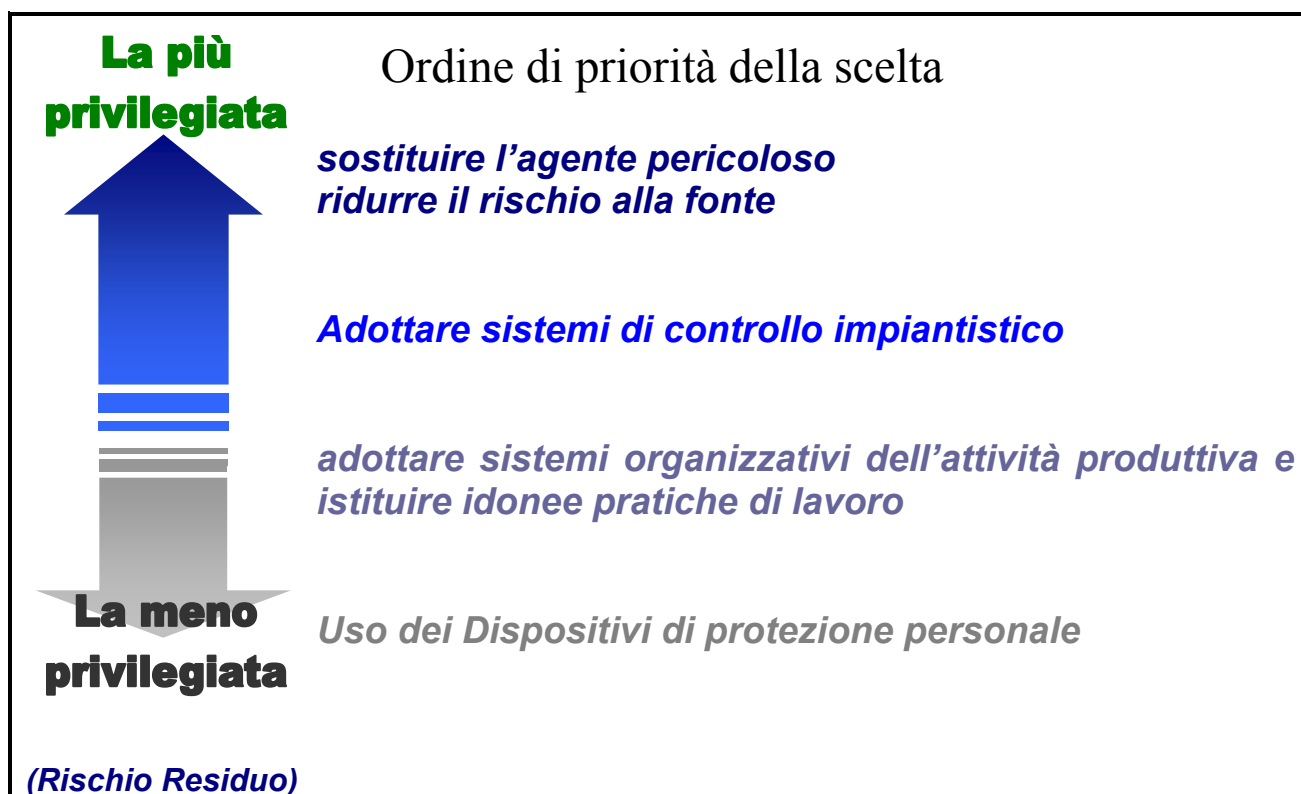 La più
privilegiata
Ordine di priorità della scelta
sostituire l’agente pericoloso
ridurre il rischio alla fonte
Adottare sistemi di controllo impiantistico
adottare sistemi organizzativi dell’attività produttiva e
istituire idonee pratiche di lavoro
La meno
privilegiata
Uso dei Dispositivi di protezione personale
(Rischio Residuo)